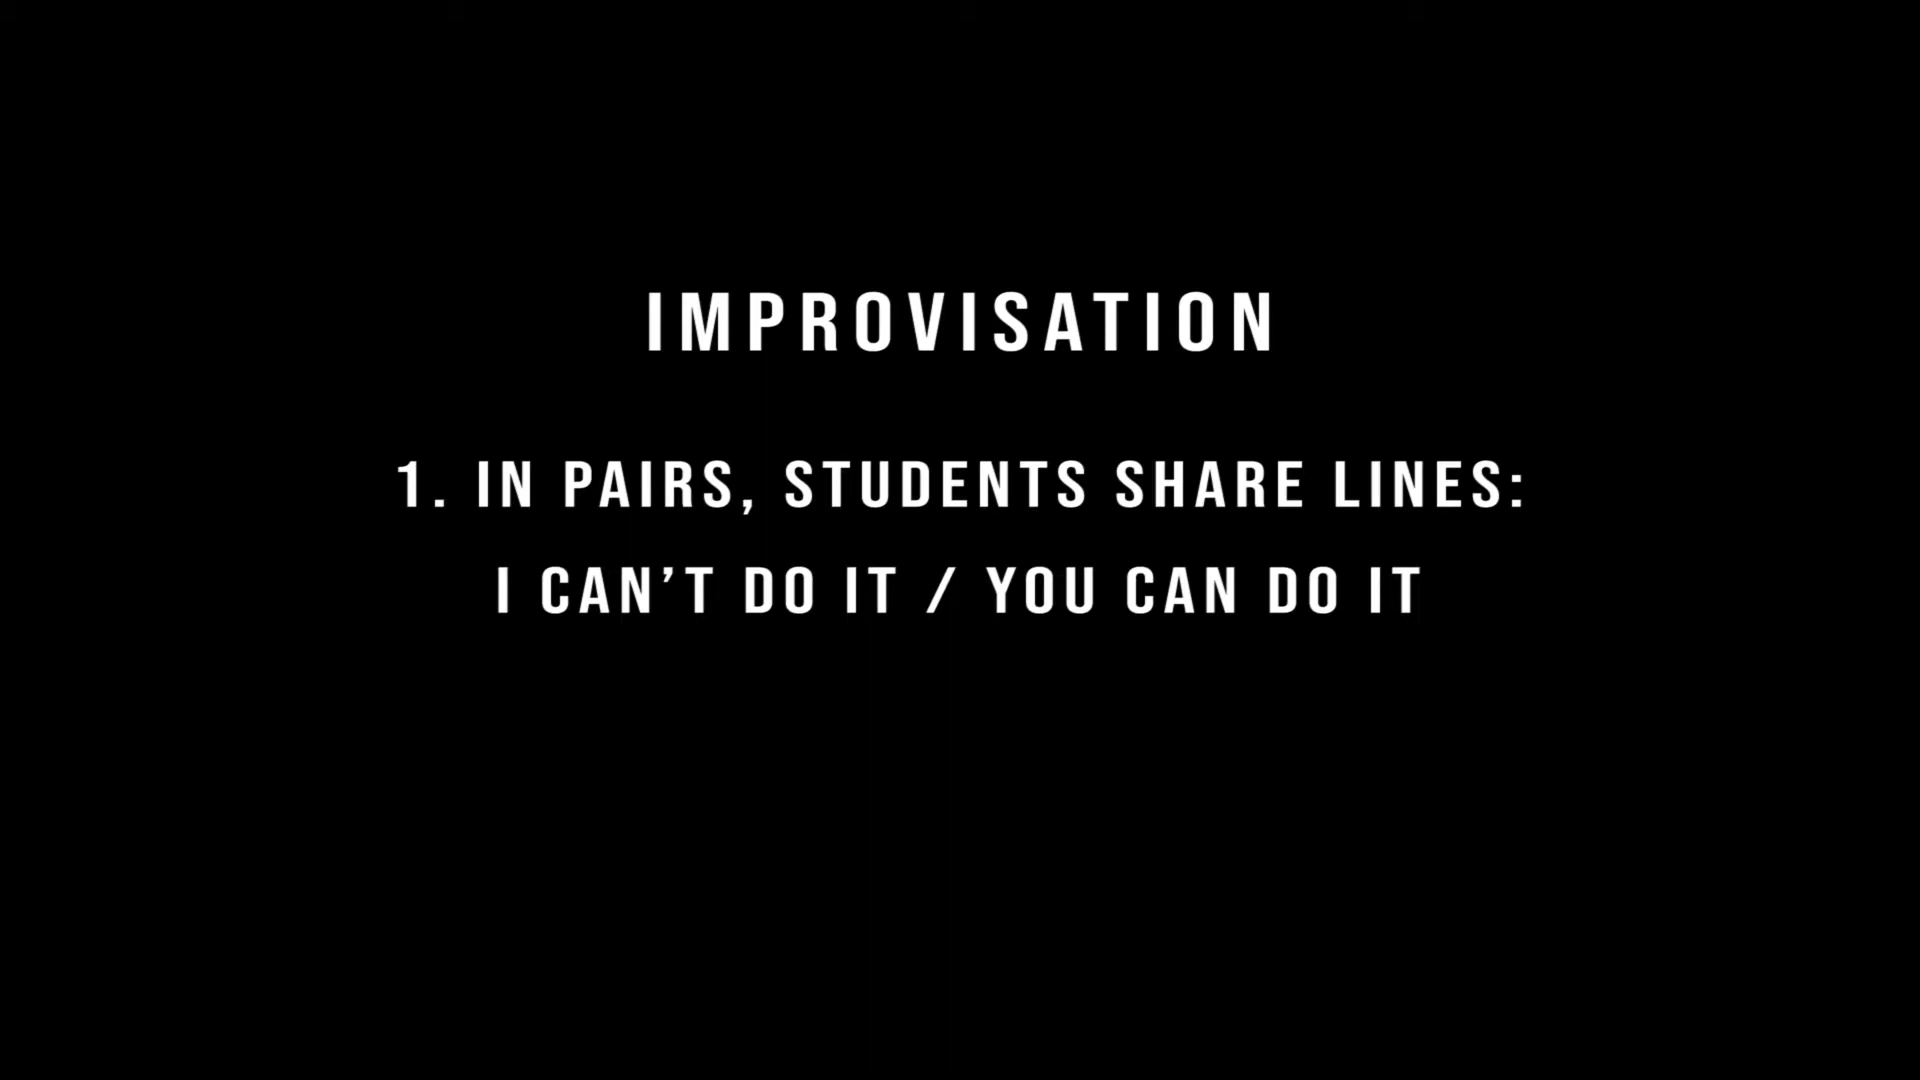 IMPROVISATION
1. IN PAIRS, STUDENTS SHARE LINES:
I CAN’T DO IT / YOU CAN DO IT